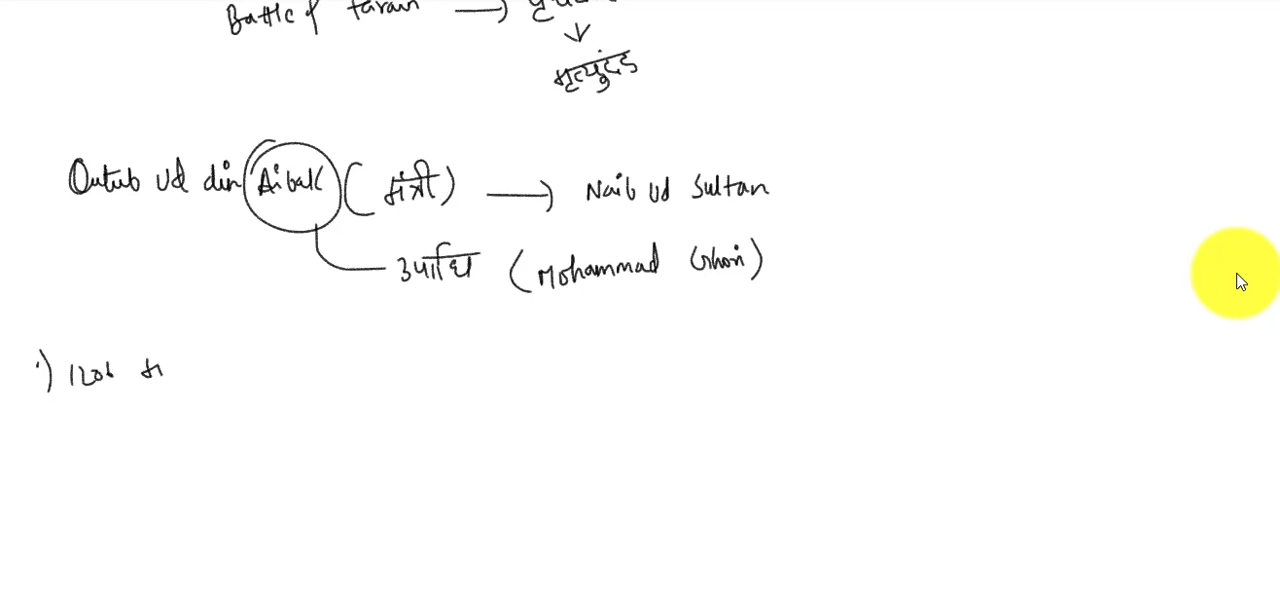 Battle of Tarain →
मृत्युदंड
Qutub ud din Aibak (मंत्री) → Naib ud Sultan
उपाधि (Mohammad Ghori)
1206